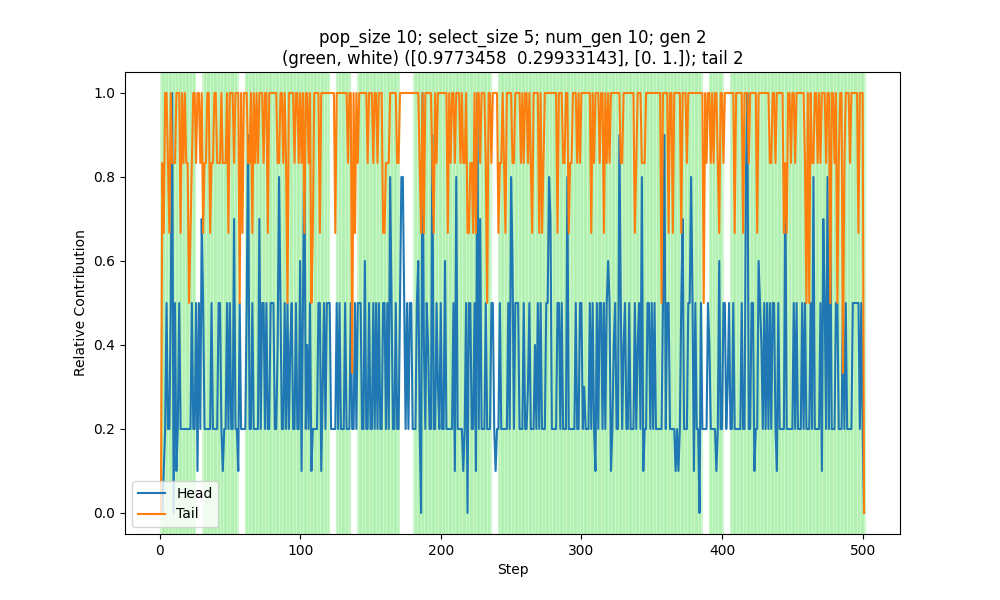 pop_size 10; select_size 5; num_gen 10; gen 2
(green, white) ([0.9773458  0.29933143], [0. 1.]); tail 2
1.0
0.8
0.6
0.4
0.2
0.0
Relative Contribution
Head
Tail
0
100
200
300
400
500
Step